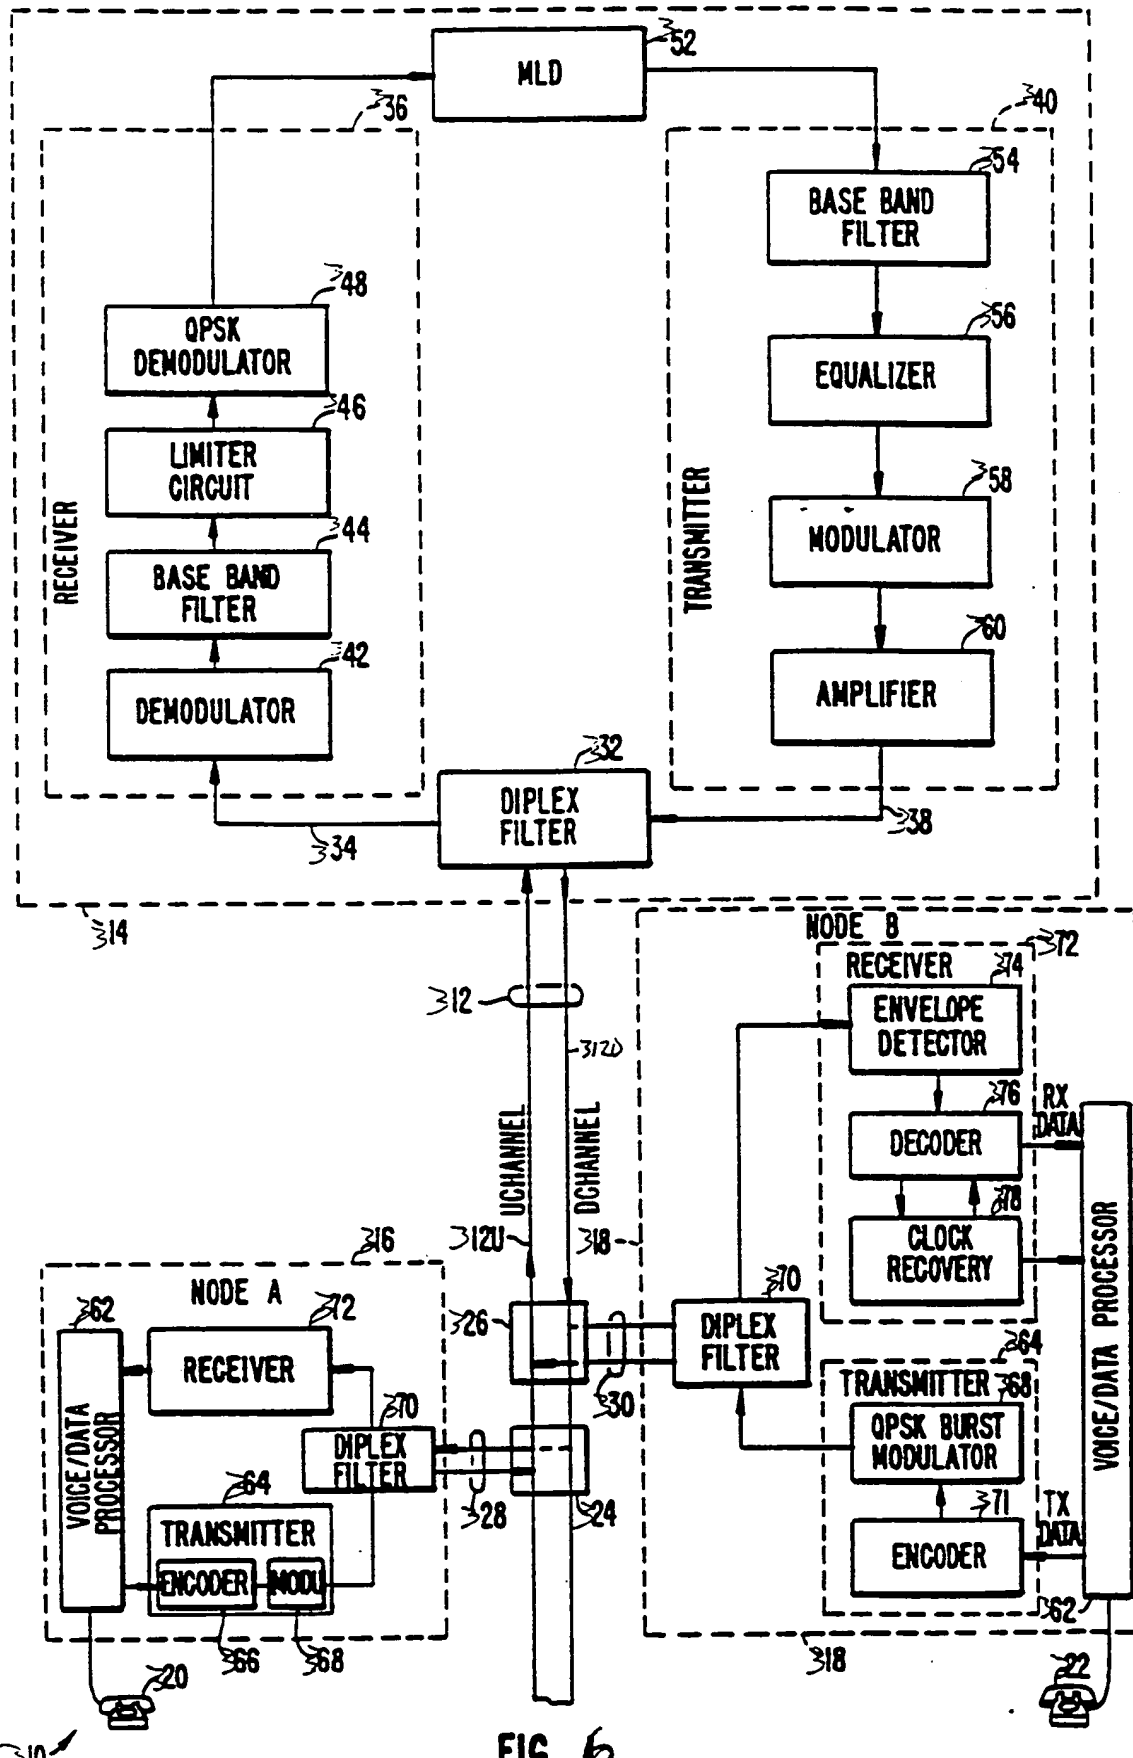 52
MLD
36
40
54
BASE BAND
FILTER
48
QPSK
DEMODULATOR
56
EQUALIZER
46
LIMITER
CIRCUIT
RECEIVER
TRANSMITTER
58
MODULATOR
44
BASE BAND
FILTER
60
AMPLIFIER
42
DEMODULATOR
32
DIPLEX
FILTER
34
38
14
NODE B
72
RECEIVER
74
ENVELOPE
DETECTOR
12
12D
76
DECODER
RX
DATA
UCHANNEL
DCHANNEL
78
CLOCK
RECOVERY
VOICE/DATA PROCESSOR
12U
18
16
NODE A
62
72
RECEIVER
26
70
DIPLEX
FILTER
30
64
TRANSMITTER
68
QPSK BURST
MODULATOR
70
DIPLEX
FILTER
VOICE/DATA
PROCESSOR
64
TRANSMITTER
ENCODER
MODU
28
24
71
ENCODER
TX
DATA
62
66
68
18
20
22
10
FIG. 6